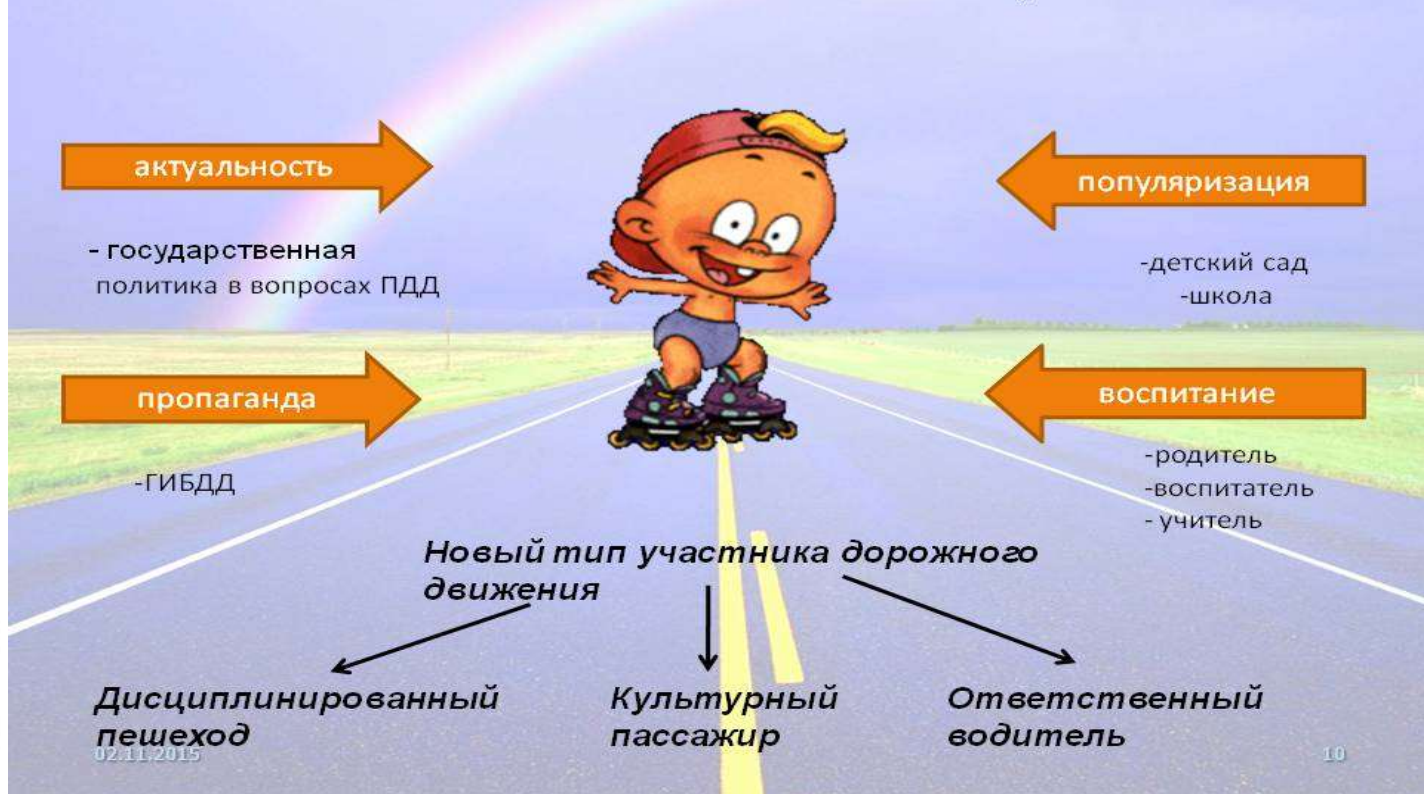 актуальность
- государственная
политика в вопросах ПДД
популяризация
-детский сад
-школа
пропаганда
-ГИБДД
воспитание
-родитель
-воспитатель
- учитель
Новый тип участника дорожного
движения
Дисциплинированный
пешеход
Культурный
пассажир
Ответственный
водитель
02.11.2015
10